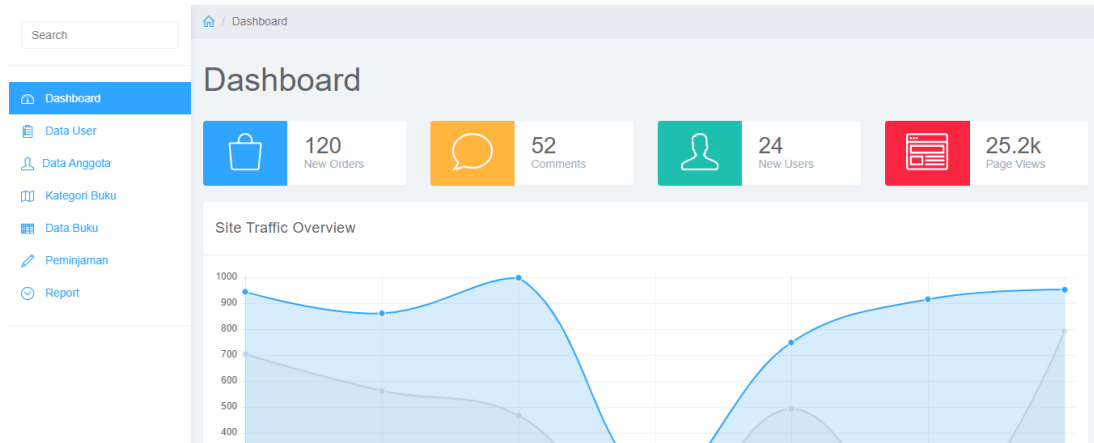 Search
Dashboard
Data User
Data Anggota
Kategori Buku
Data Buku
Peminjaman
Report
/ Dashboard
Dashboard
120
New Orders
52
Comments
24
New Users
25.2k
Page Views
Site Traffic Overview
1000
900
800
700
600
500
400